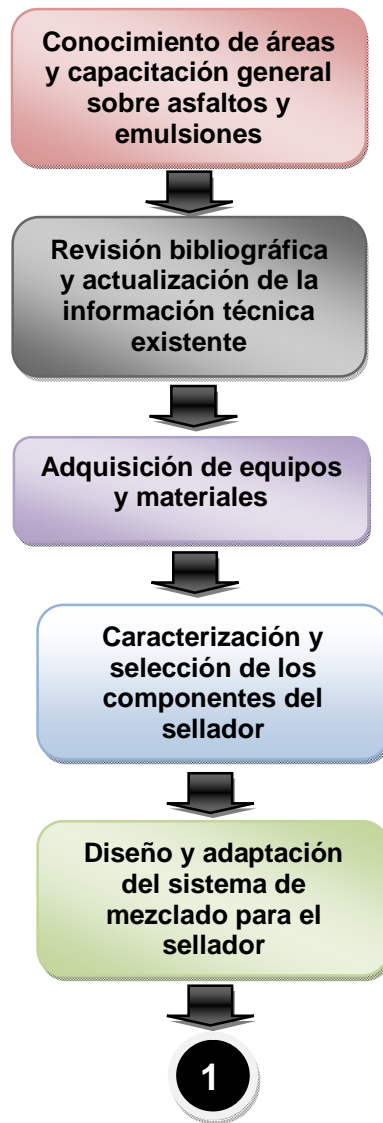 Conocimiento de áreas
y capacitación general
sobre asfaltos y
emulsiones
Revisión bibliográfica
y actualización de la
información técnica
existente
Adquisición de equipos
y materiales
Caracterización y
selección de los
componentes del
sellador
Diseño y adaptación
del sistema de
mezclado para el
sellador
1